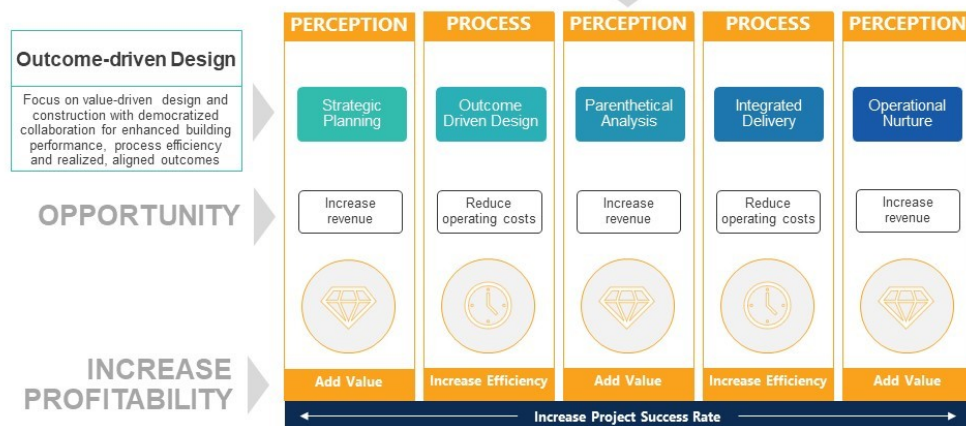 PERCEPTION
PROCESS
PERCEPTION
PROCESS
PERCEPTION
Outcome-driven Design
Focus on value-driven design and
construction with democratized
collaboration for enhanced building
performance, process efficiency
and realized, aligned outcomes
Strategic
Planning
Outcome
Driven Design
Parenthetical
Analysis
Integrated
Delivery
Operational
Nurture
OPPORTUNITY
Increase
revenue
Reduce
operating costs
Increase
revenue
Reduce
operating costs
Increase
revenue
INCREASE
PROFITABILITY
Add Value
Increase Efficiency
Add Value
Increase Efficiency
Add Value
Increase Project Success Rate